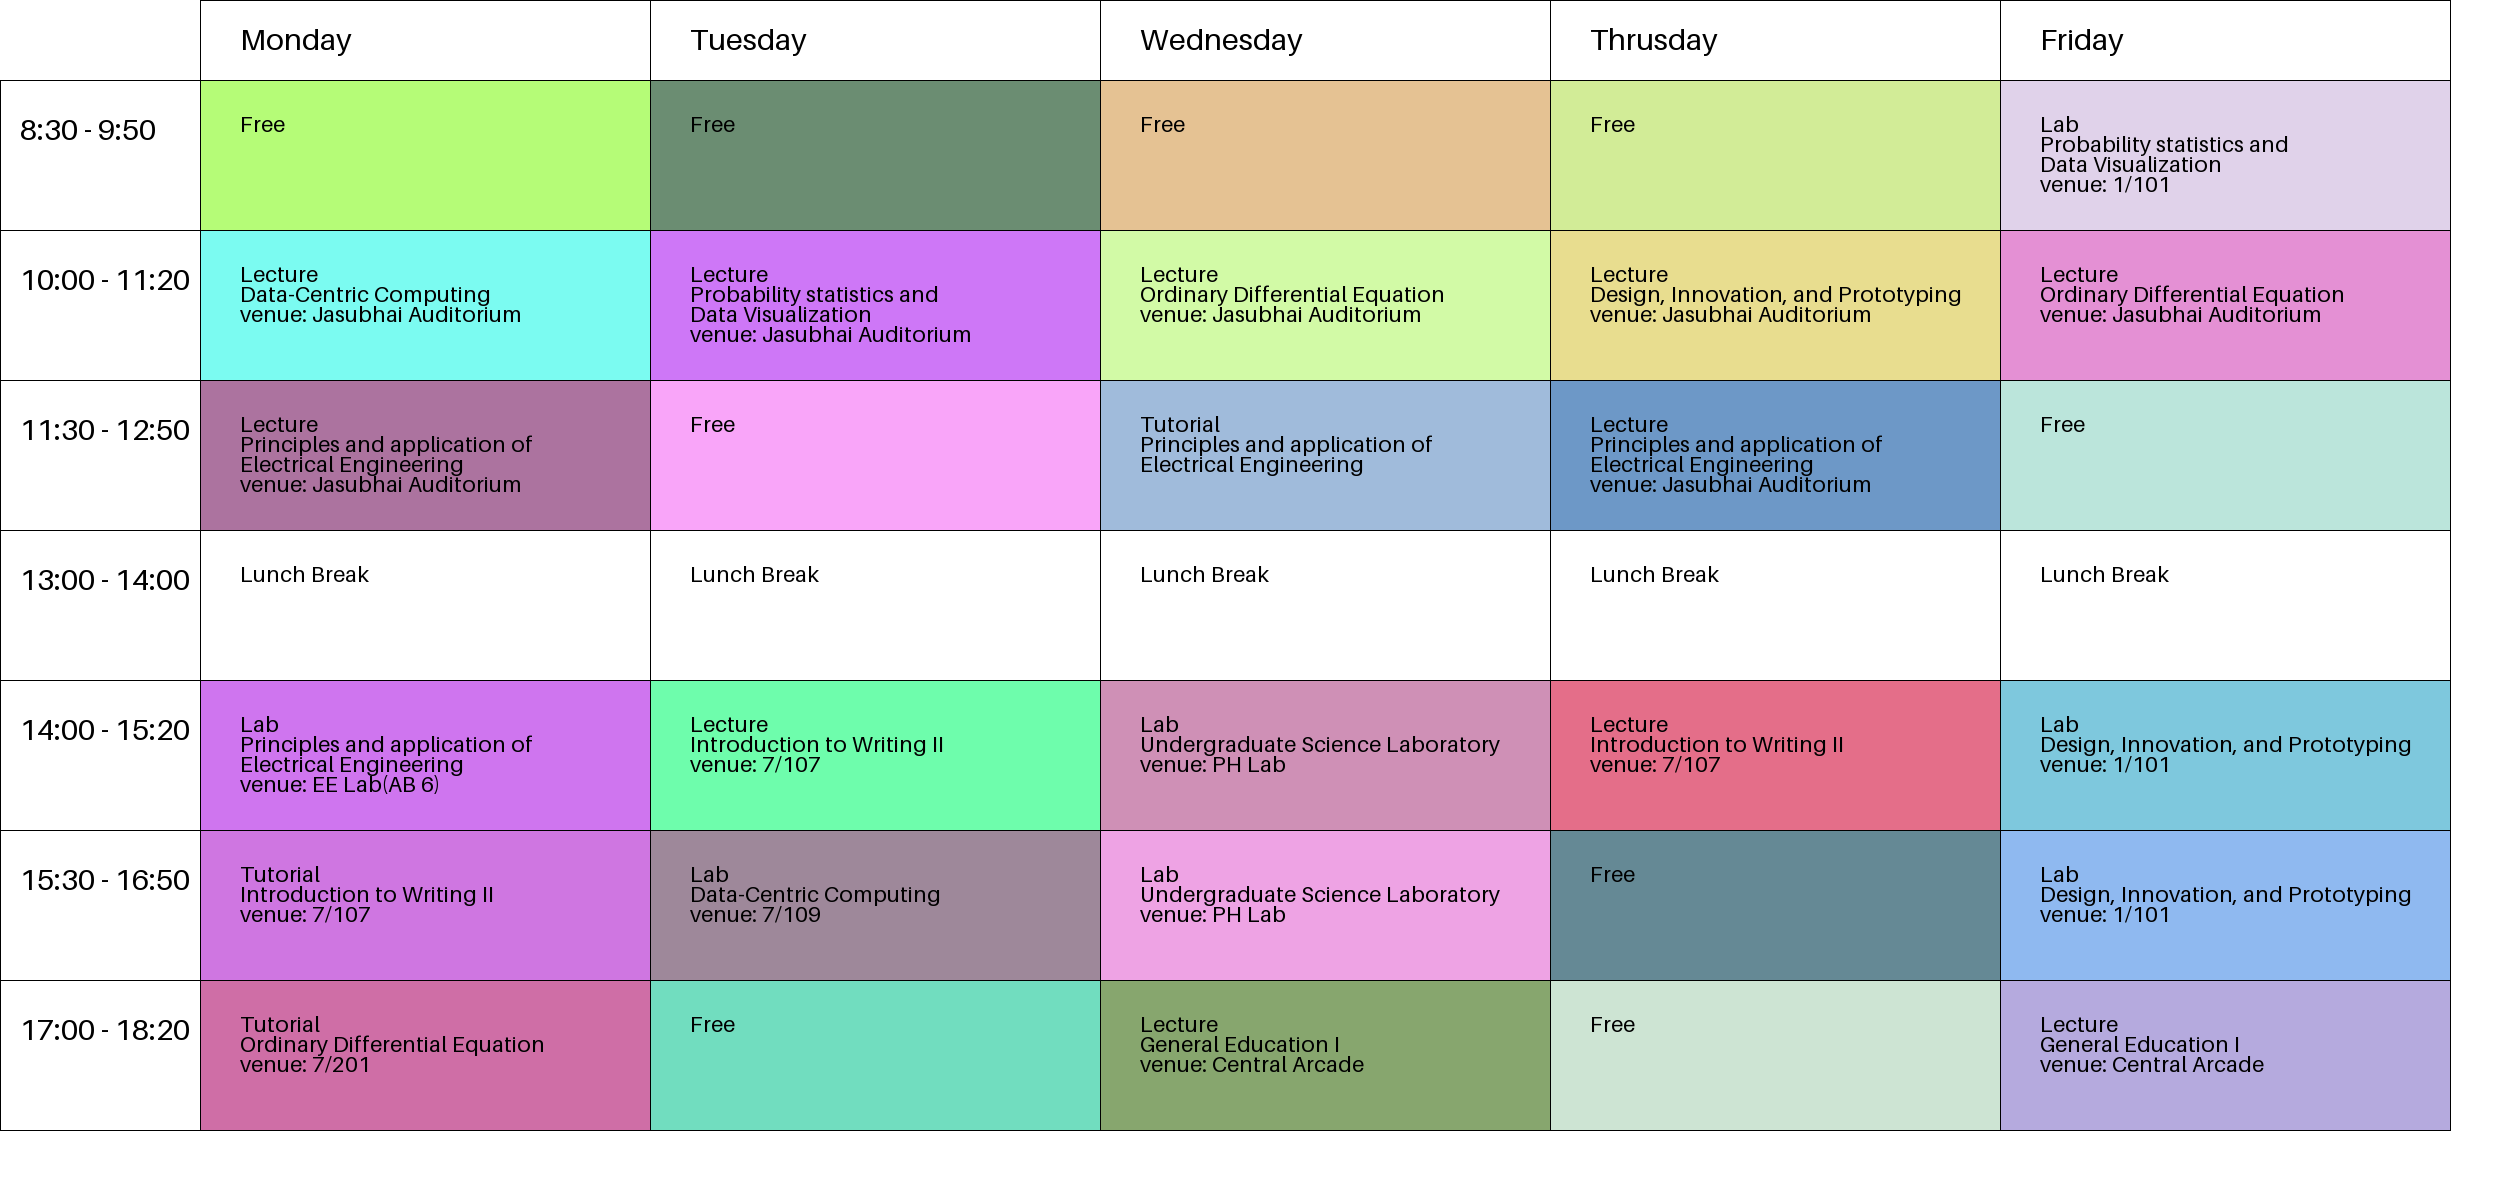 Monday
Tuesday
Wednesday
Thrusday
Friday
8:30 - 9:50
Free
Free
Free
Free
Lab
Probability statistics and
Data Visualization
venue: 1/101
10:00 - 11:20
Lecture
Data-Centric Computing
venue: Jasubhai Auditorium
Lecture
Probability statistics and
Data Visualization
venue: Jasubhai Auditorium
Lecture
Ordinary Differential Equation
venue: Jasubhai Auditorium
Lecture
Design, Innovation, and Prototyping
venue: Jasubhai Auditorium
Lecture
Ordinary Differential Equation
venue: Jasubhai Auditorium
11:30 - 12:50
Lecture
Principles and application of
Electrical Engineering
venue: Jasubhai Auditorium
Free
Tutorial
Principles and application of
Electrical Engineering
Lecture
Principles and application of
Electrical Engineering
venue: Jasubhai Auditorium
Free
13:00 - 14:00
Lunch Break
Lunch Break
Lunch Break
Lunch Break
Lunch Break
14:00 - 15:20
Lab
Principles and application of
Electrical Engineering
venue: EE Lab(AB 6)
Lecture
Introduction to Writing II
venue: 7/107
Lab
Undergraduate Science Laboratory
venue: PH Lab
Lecture
Introduction to Writing II
venue: 7/107
Lab
Design, Innovation, and Prototyping
venue: 1/101
15:30 - 16:50
Tutorial
Introduction to Writing II
venue: 7/107
Lab
Data-Centric Computing
venue: 7/109
Lab
Undergraduate Science Laboratory
venue: PH Lab
Free
Lab
Design, Innovation, and Prototyping
venue: 1/101
17:00 - 18:20
Tutorial
Ordinary Differential Equation
venue: 7/201
Free
Lecture
General Education I
venue: Central Arcade
Free
Lecture
General Education I
venue: Central Arcade